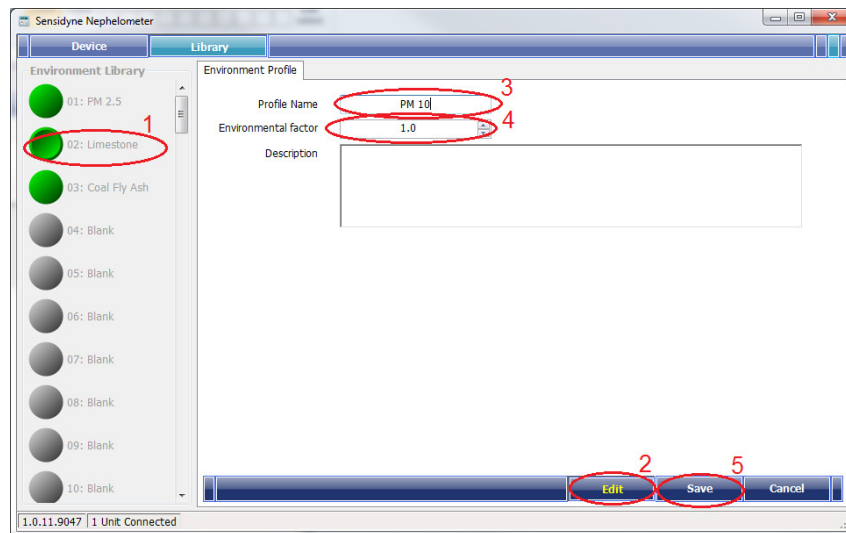 Sensidyne Nephelometer
Device Library
Environment Library
01: PM 2.5
1
02: Limestone
03: Coal Fly Ash
04: Blank
05: Blank
06: Blank
07: Blank
08: Blank
09: Blank
10: Blank
Environment Profile
3
Profile Name PM 10
Environmental factor 1.0 4
Description
2 5
Edit Save Cancel
1.0.11.9047 1 Unit Connected